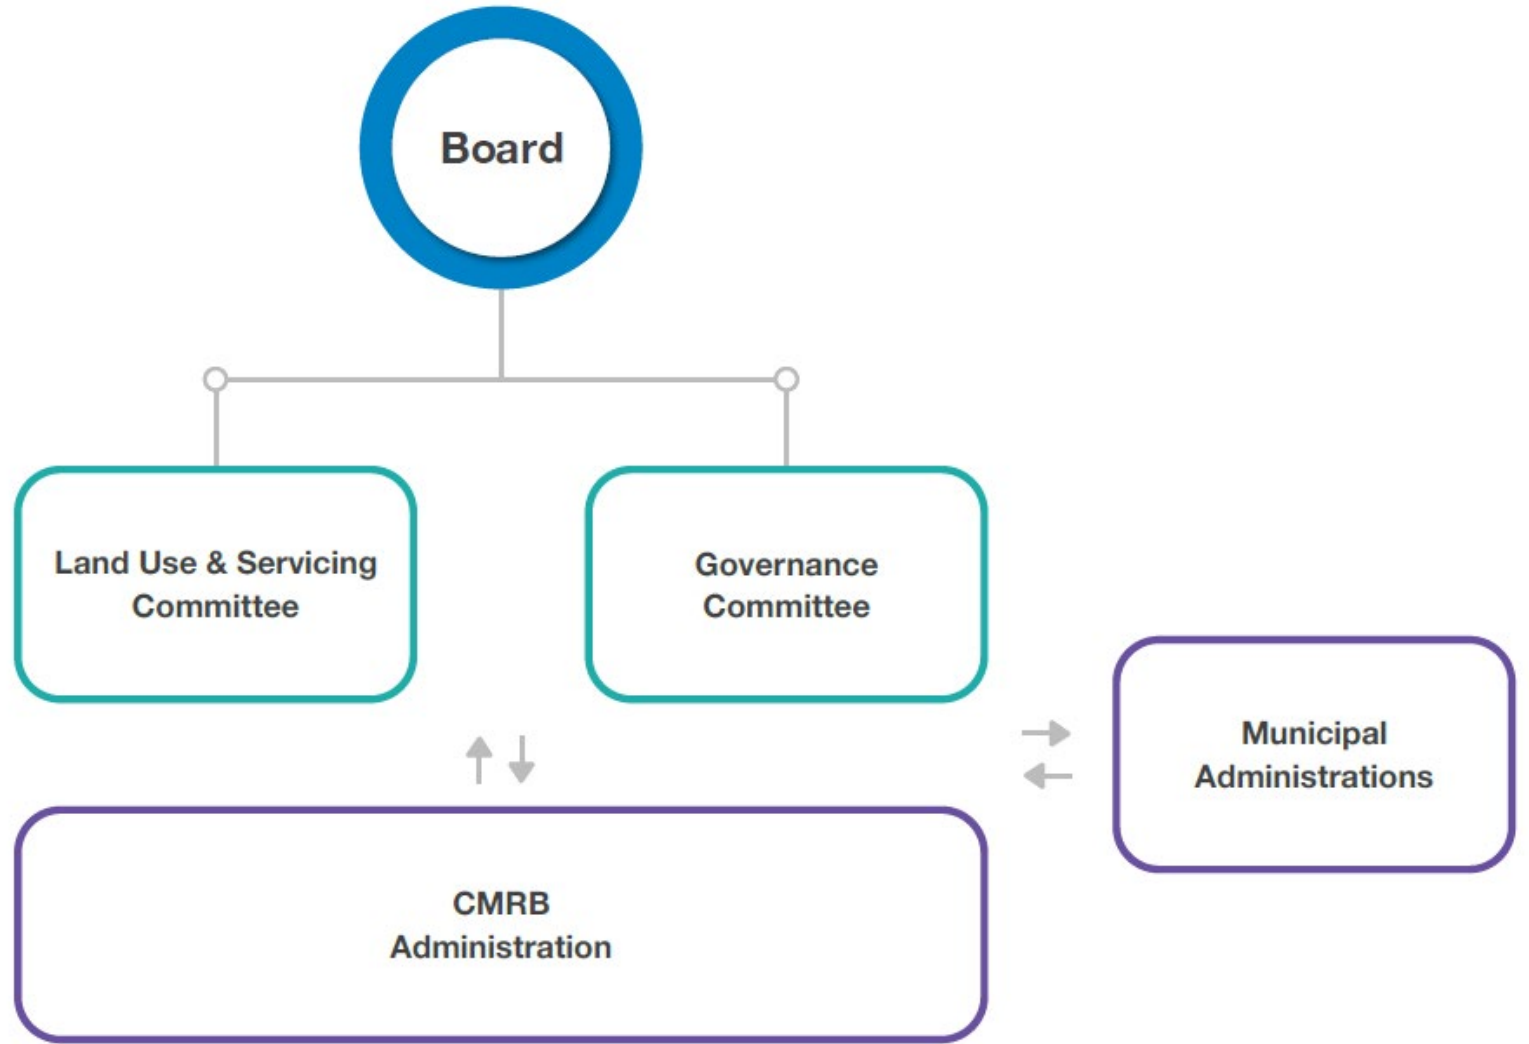 Board
Land Use & Servicing
Committee
Governance
Committee
Municipal
Administrations
CMRB
Administration